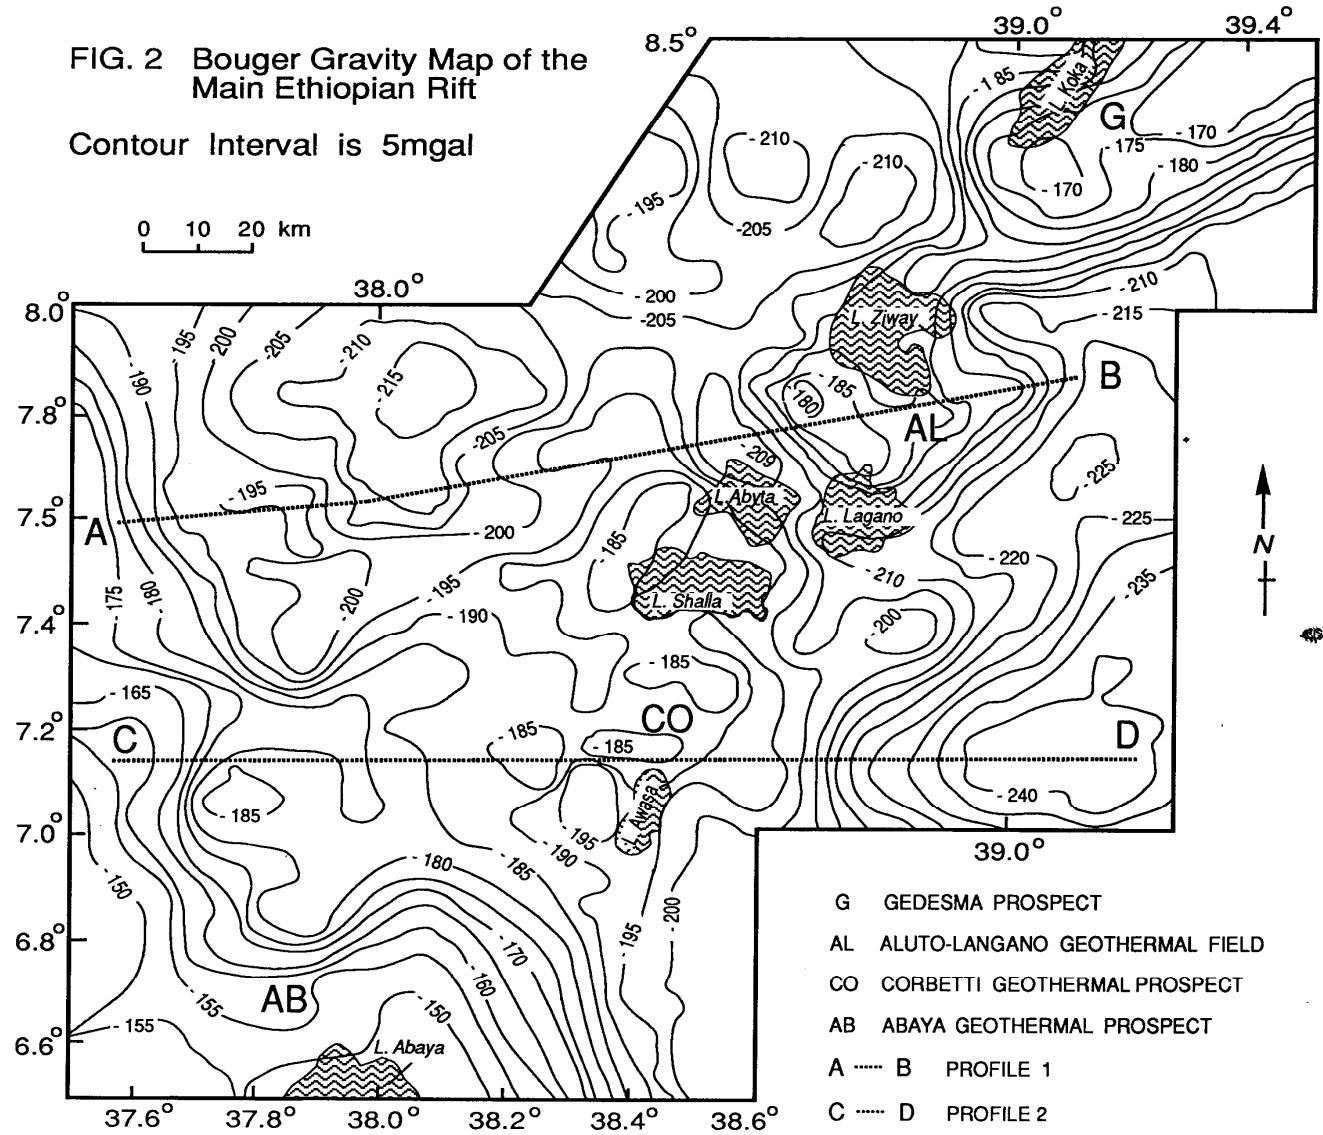 FIG. 2 Bouger Gravity Map of the
Main Ethiopian Rift
Contour Interval is 5mgal
0 10 20 km
8.5° 39.0° 39.4°
-185
L. Koka
G
-170
-175
-180
-170
-210
-210
-195
-205
-200
-205
-210
-215
38.0°
8.0°
-195
-200
-205
-210
-215
-190
L. Ziway
-185
-180
B
7.8°
AL
-205
-209
-225
-195
L. Abyta
7.5°
A
L. Lagano
-225
-200
-185
-220
-210
-235
-175
-180
-200
-195
-190
L. Shalla
-200
7.4°
-185
-165
CO
7.2°
C
-185
-185
D
-185
-240
L. Awasa
7.0°
-195
-190
39.0°
-180
-185
-150
-200
-195
6.8°
-170
-160
AB
-155
-150
-155
6.6°
L. Abaya
37.6° 37.8° 38.0° 38.2° 38.4° 38.6°
N
G GEDESMA PROSPECT
AL ALUTO-LANGANO GEOTHERMAL FIELD
CO CORBETTI GEOTHERMAL PROSPECT
AB ABAYA GEOTHERMAL PROSPECT
A ...... B PROFILE 1
C ...... D PROFILE 2